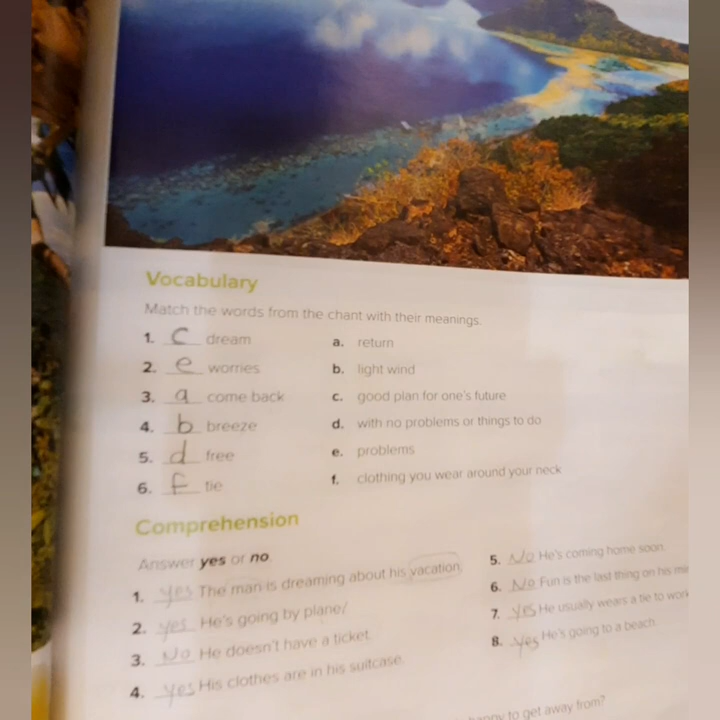 Vocabulary
Match the words from the chant with their meanings.
1. c dream a. return
2. e worries b. light wind
3. a come back c. good plan for one's future
4. b breeze d. with no problems or things to do
5. d free e. problems
6. f tie f. clothing you wear around your neck
Comprehension
Answer yes or no.
1. yes The man is dreaming about his vacation.
2. yes He's going by plane/
3. No He doesn't have a ticket.
4. yes His clothes are in his suitcase.
5. No He's coming home soon.
6. No Fun is the last thing on his
7. yes He usually wears a tie to work
8. yes He's going to a beach.
to get away from?